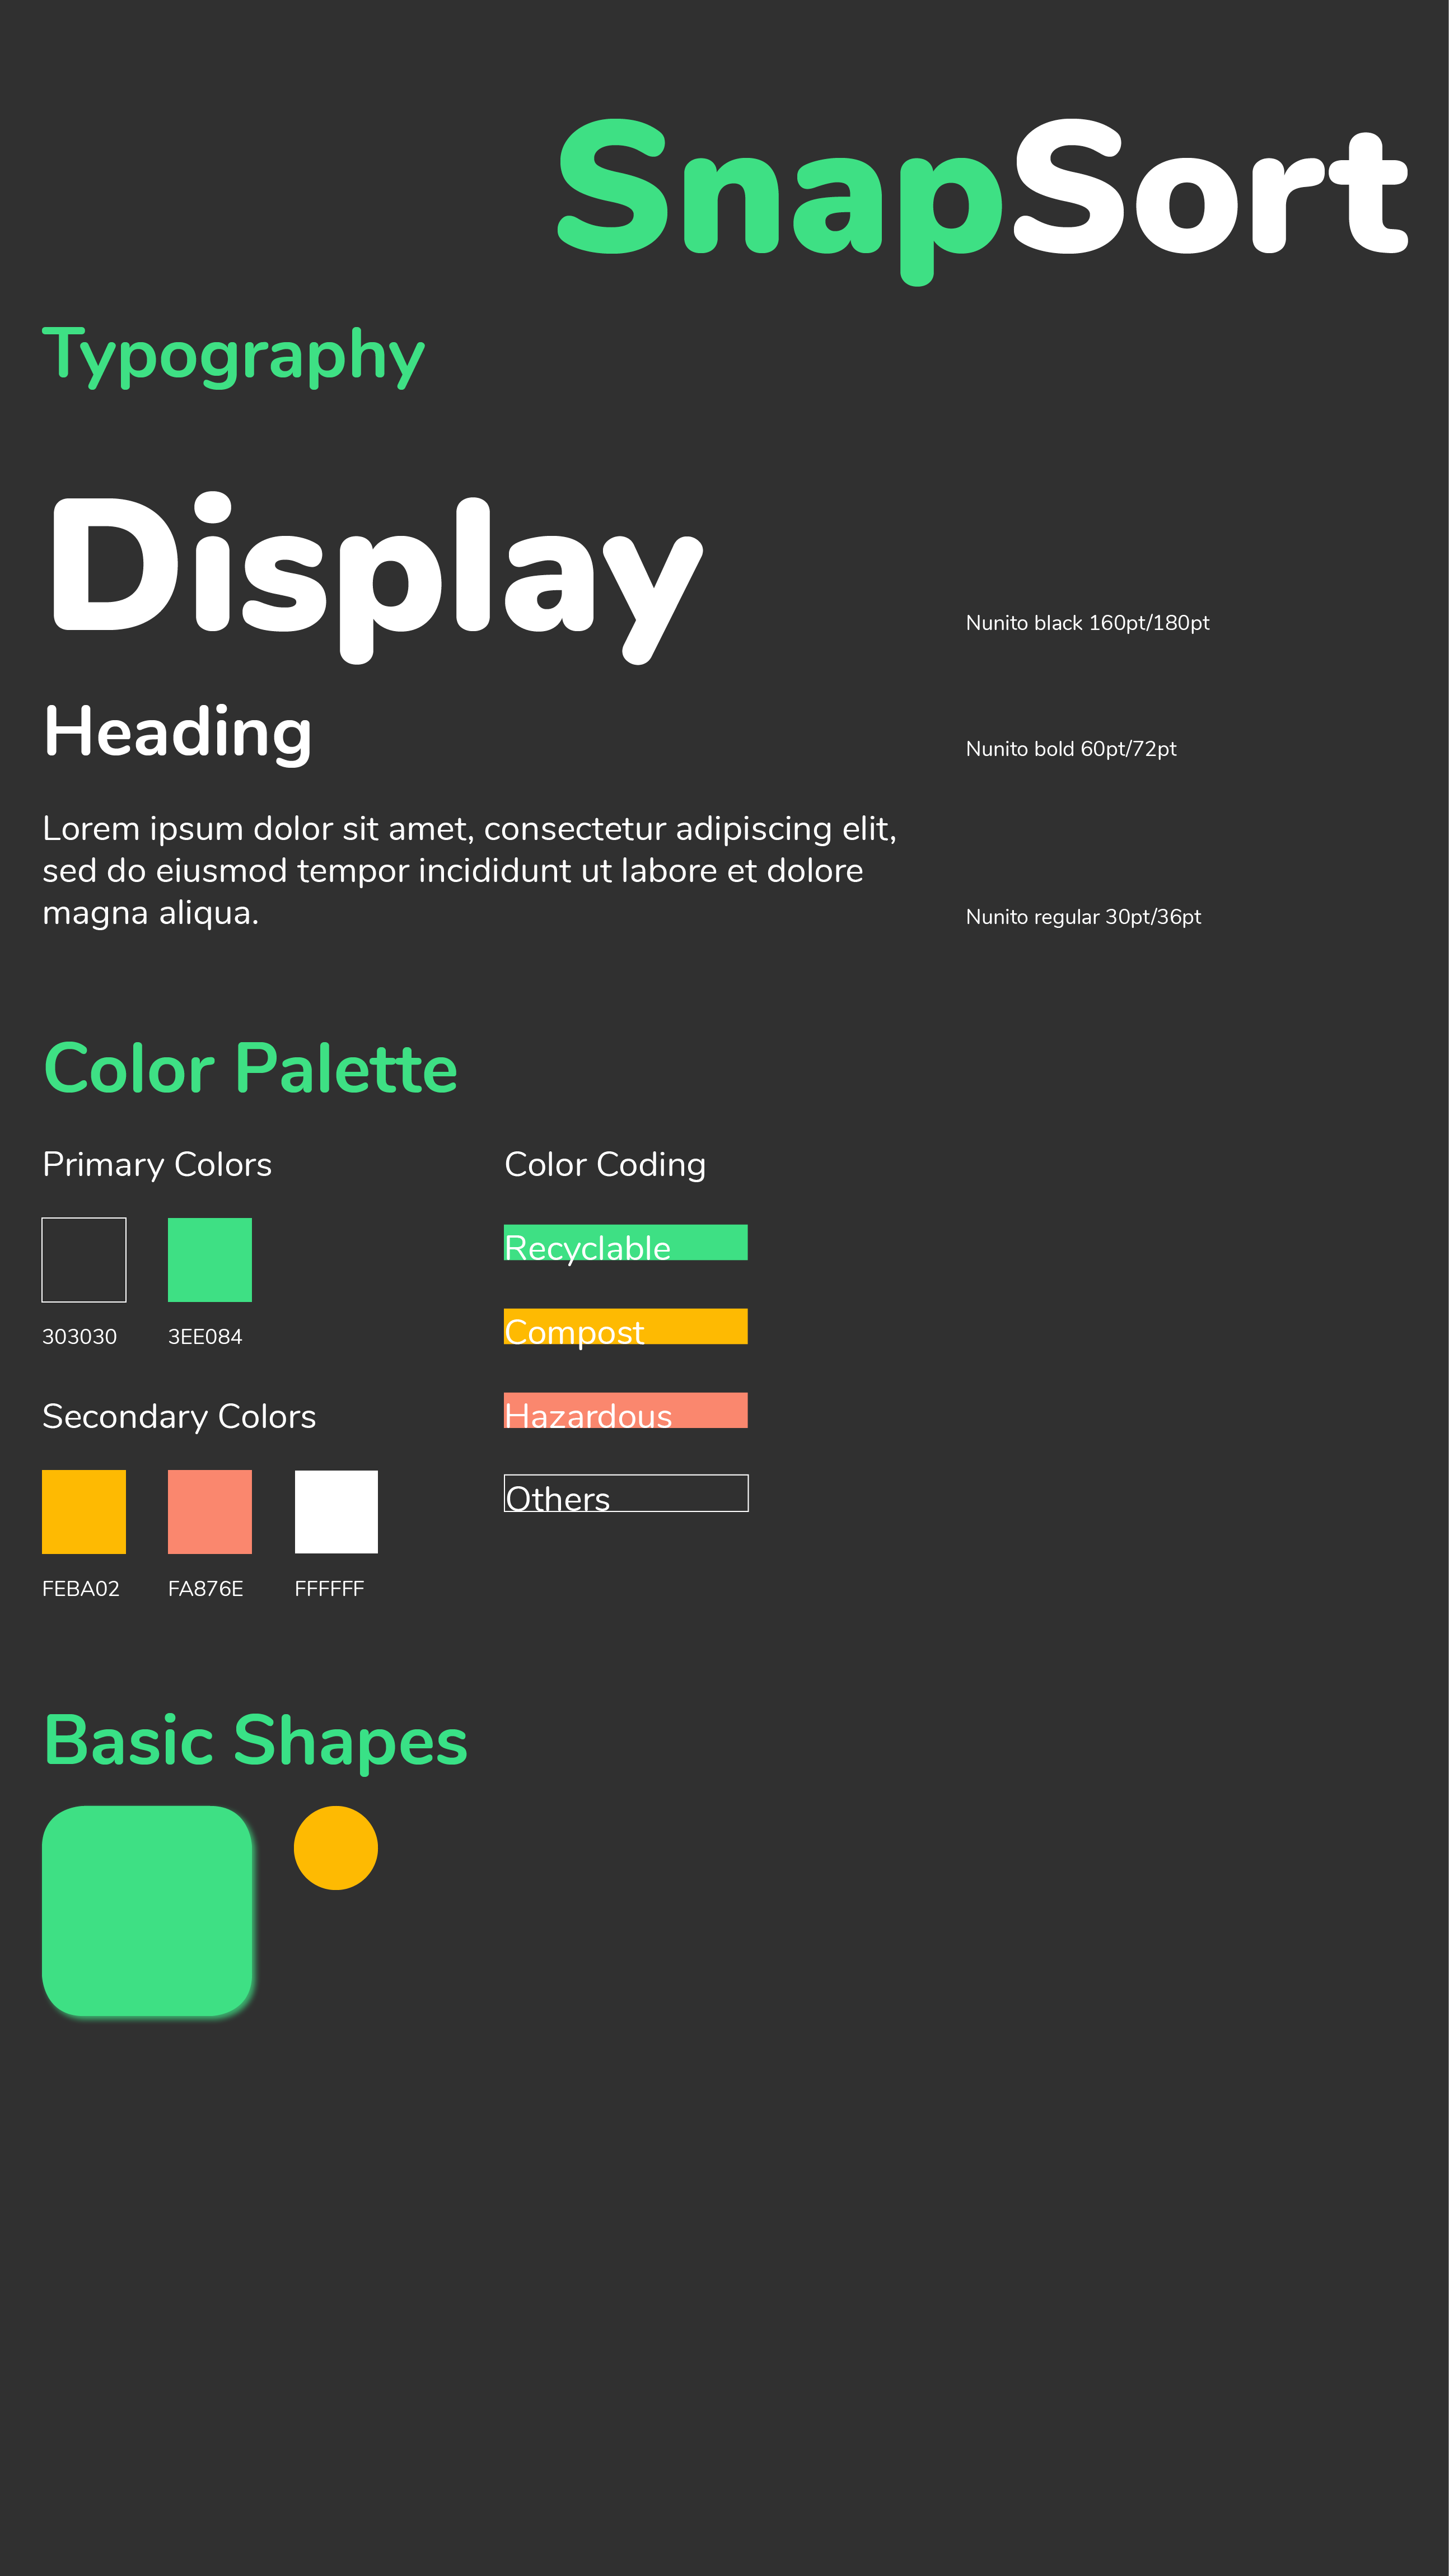 SnapSort
Typography
Display
Nunito black 160pt/180pt
Heading
Nunito bold 60pt/72pt
Lorem ipsum dolor sit amet, consectetur adipiscing elit,
sed do eiusmod tempor incididunt ut labore et dolore
magna aliqua.
Nunito regular 30pt/36pt
Color Palette
Primary Colors
303030
3EE084
Secondary Colors
FEBA02
FA876E
FFFFFF
Color Coding
Recyclable
Compost
Hazardous
Others
Basic Shapes